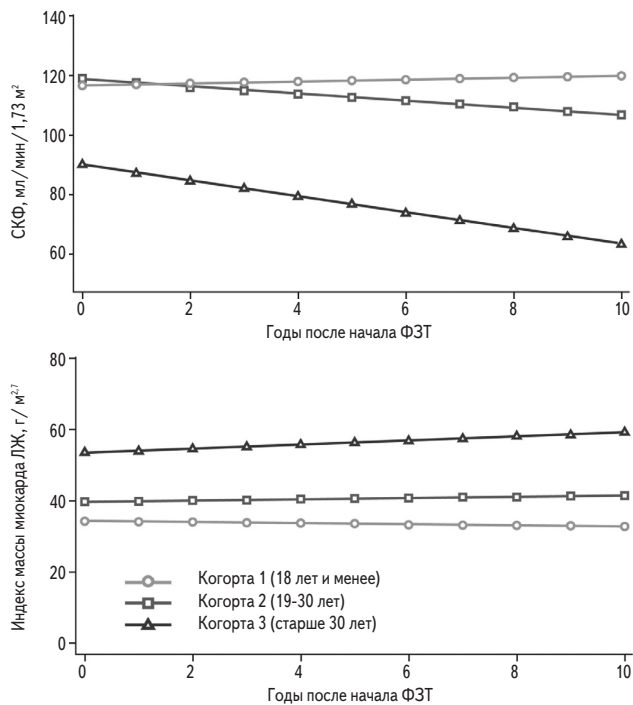 СКФ, мл/мин/1,73 м²
140
120
100
80
60
0 2 4 6 8 10
Годы после начала ФЗТ
Индекс массы миокарда ЛЖ, г/м²,⁷
80
60
40
20
0
Когорта 1 (18 лет и менее)
Когорта 2 (19-30 лет)
Когорта 3 (старше 30 лет)
0 2 4 6 8 10
Годы после начала ФЗТ